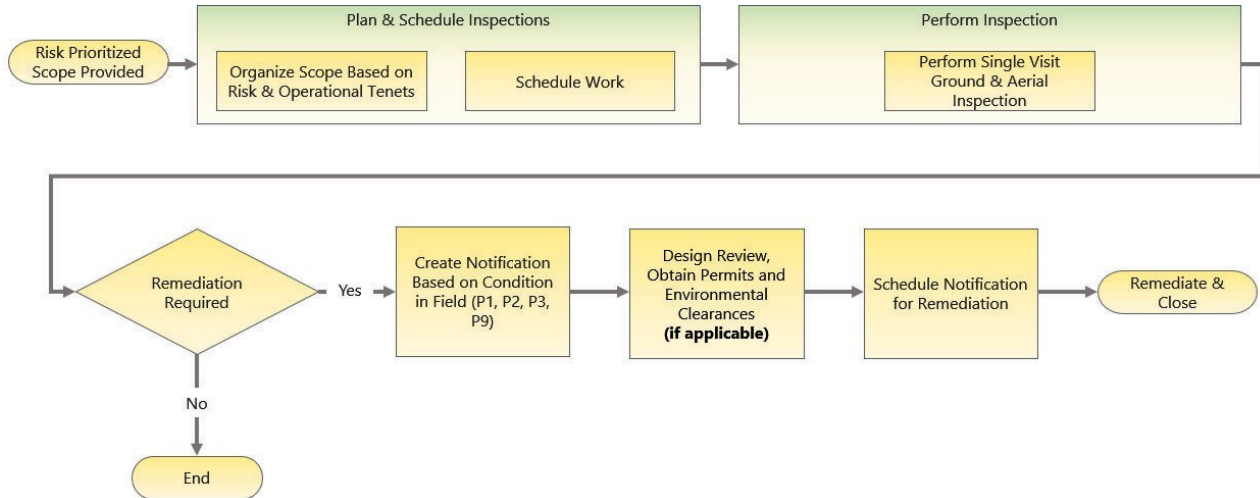 Plan & Schedule Inspections
Perform Inspection
Risk Prioritized
Scope Provided
Organize Scope Based on
Risk & Operational Tenets
Schedule Work
Perform Single Visit
Ground & Aerial
Inspection
Remediation
Required
Yes
Create Notification
Based on Condition
in Field (P1, P2, P3,
P9)
Design Review,
Obtain Permits and
Environmental
Clearances
(if applicable)
Schedule Notification
for Remediation
Remediate &
Close
No
End